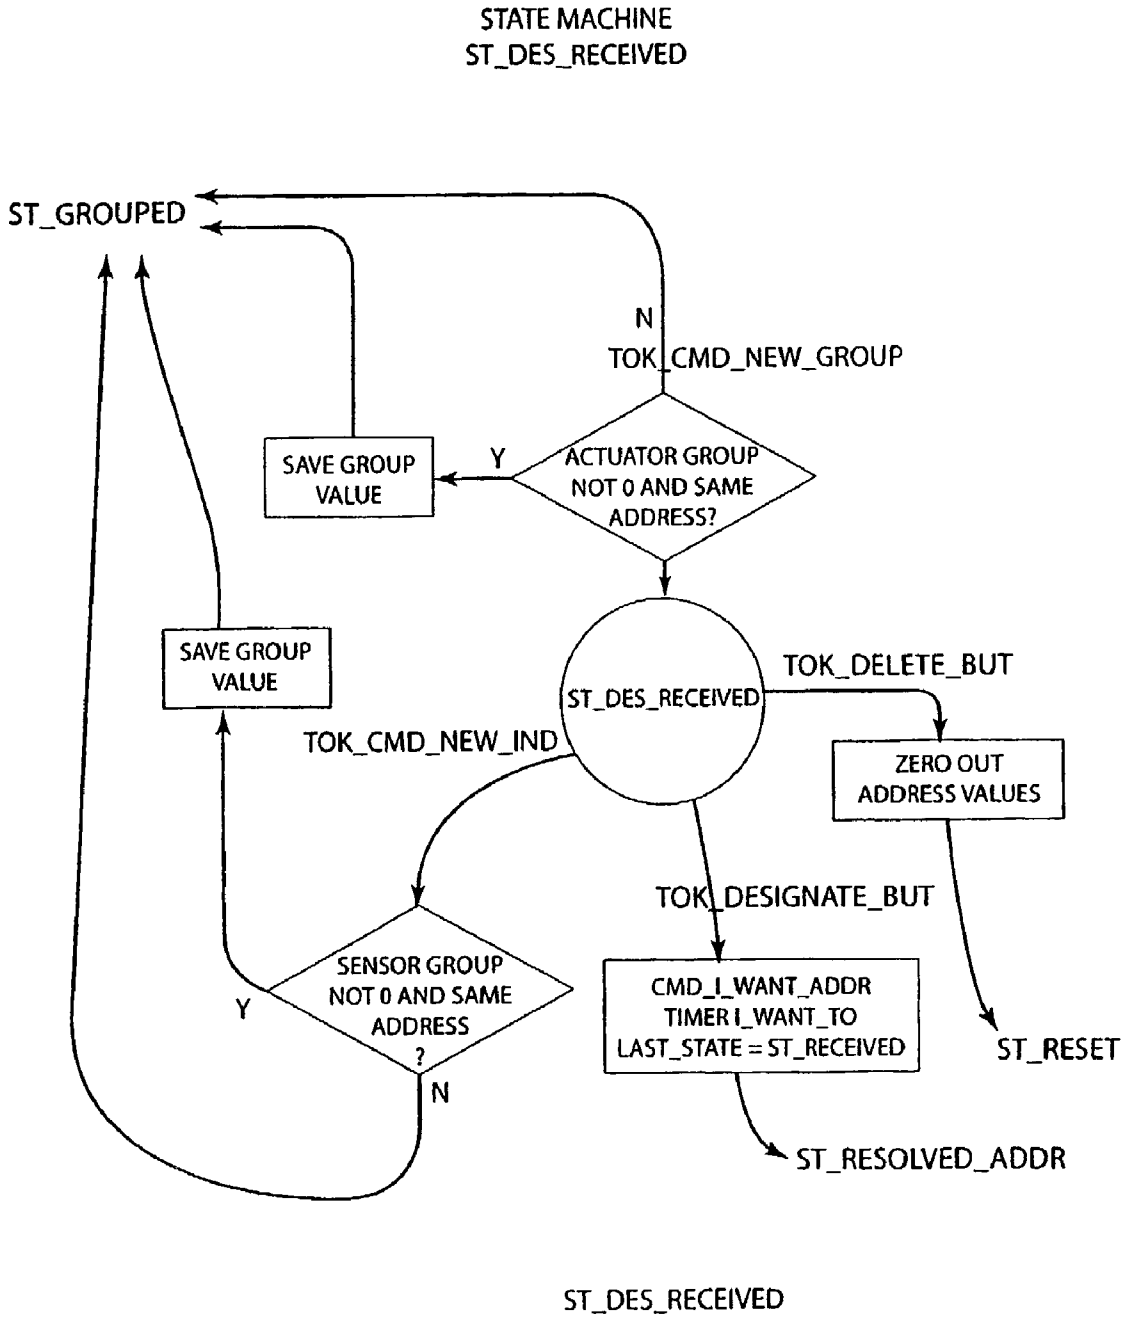 STATE MACHINE
ST_DES_RECEIVED
ST_GROUPED
N
TOK_CMD_NEW_GROUP
SAVE GROUP
VALUE
Y
ACTUATOR GROUP
NOT 0 AND SAME
ADDRESS?
SAVE GROUP
VALUE
ST_DES_RECEIVED
TOK_DELETE_BUT
TOK_CMD_NEW_IND
ZERO OUT
ADDRESS VALUES
TOK_DESIGNATE_BUT
SENSOR GROUP
NOT 0 AND SAME
ADDRESS
?
Y
N
CMD_I_WANT_ADDR
TIMER I_WANT_TO
LAST_STATE = ST_RECEIVED
ST_RESET
ST_RESOLVED_ADDR
ST_DES_RECEIVED